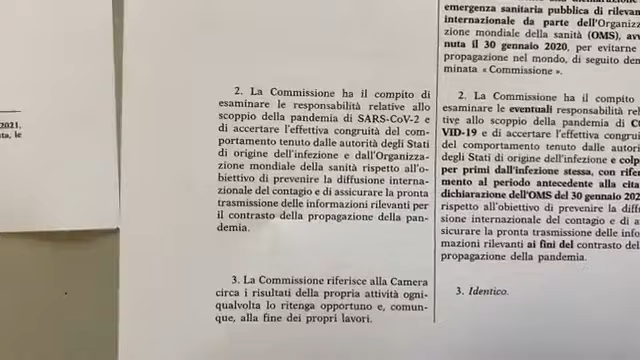 2021.
ta, le
2. La Commissione ha il compito di
esaminare le responsabilità relative allo
scoppio della pandemia di SARS-CoV-2 e
di accertare l'effettiva congruità del com-
portamento tenuto dalle autorità degli Stati
di origine dell'infezione e dall'Organizza-
zione mondiale della sanità rispetto all'o-
biettivo di prevenire la diffusione interna-
zionale del contagio e di assicurare la pronta
trasmissione delle informazioni rilevanti per
il contrasto della propagazione della pan-
demia.
3. La Commissione riferisce alla Camera
circa i risultati della propria attività ogni-
qualvolta lo ritenga opportuno e, comun-
que, alla fine dei propri lavori.
emergenza sanitaria pubblica di rilevan
internazionale da parte dell'Organizz
zione mondiale della sanità (OMS), avv
nuta il 30 gennaio 2020, per evitarne
propagazione nel mondo, di seguito den
minata « Commissione ».
2. La Commissione ha il compito
esaminare le eventuali responsabilità rel
tive allo scoppio della pandemia di C
VID-19 e di accertare l'effettiva congrui
del comportamento tenuto dalle autori
degli Stati di origine dell'infezione e colp
per primi dall'infezione stessa, con rifer
mento al periodo antecedente alla cita
dichiarazione dell'OMS del 30 gennaio 202
rispetto all'obiettivo di prevenire la diffu
sione internazionale del contagio e di a
sicurare la pronta trasmissione delle info
mazioni rilevanti ai fini del contrasto del
propagazione della pandemia.
3. Identico.